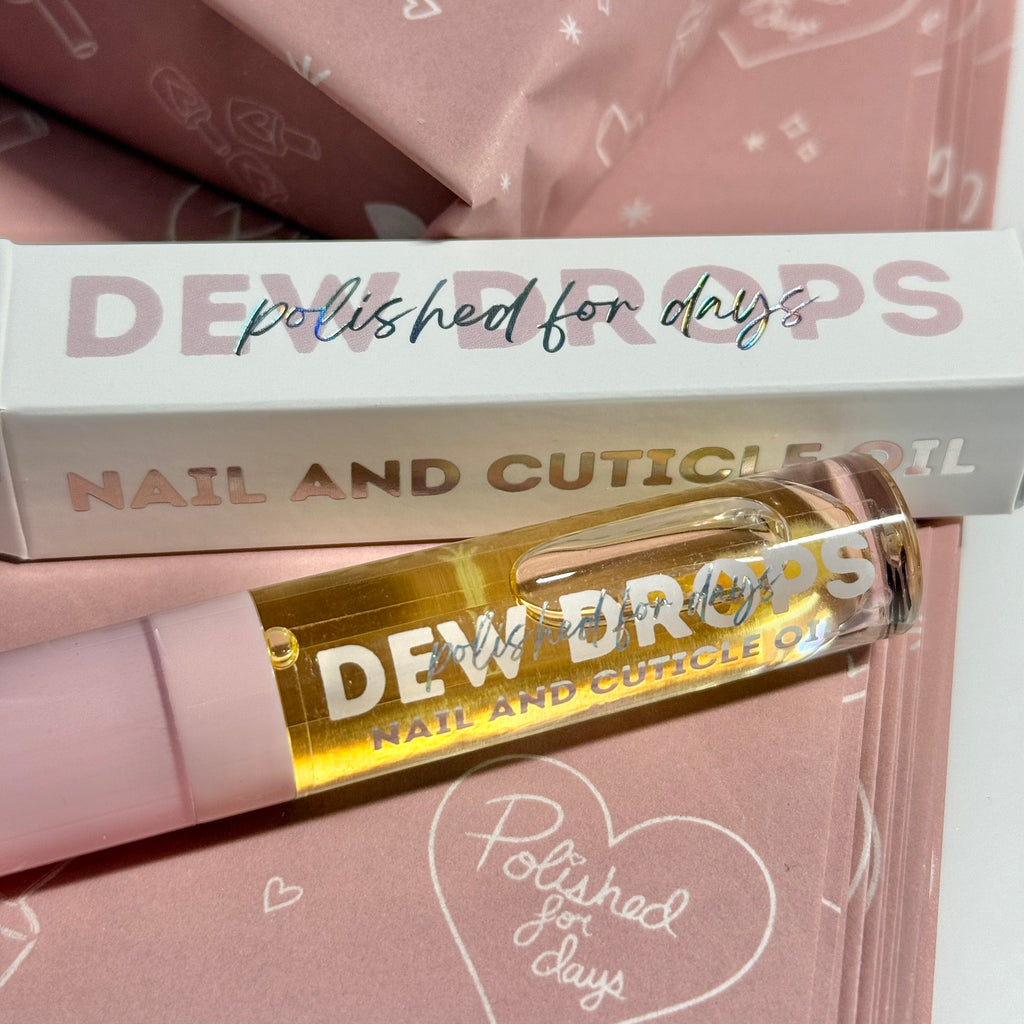 DEW DROPS
polished for days
NAIL AND CUTICLE OIL
DEW DROPS
polished for days
NAIL AND CUTICLE OIL
Polished
for
days